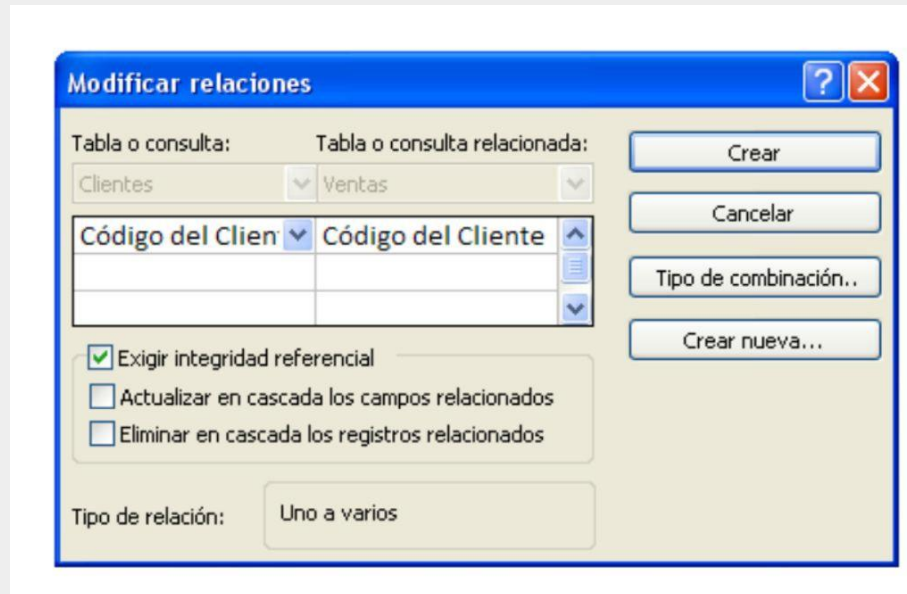 Modificar relaciones
Tabla o consulta: Tabla o consulta relacionada:
Clientes Ventas
Código del Clien Código del Cliente
Exigir integridad referencial
Actualizar en cascada los campos relacionados
Eliminar en cascada los registros relacionados
Tipo de relación: Uno a varios
Crear
Cancelar
Tipo de combinación..
Crear nueva...